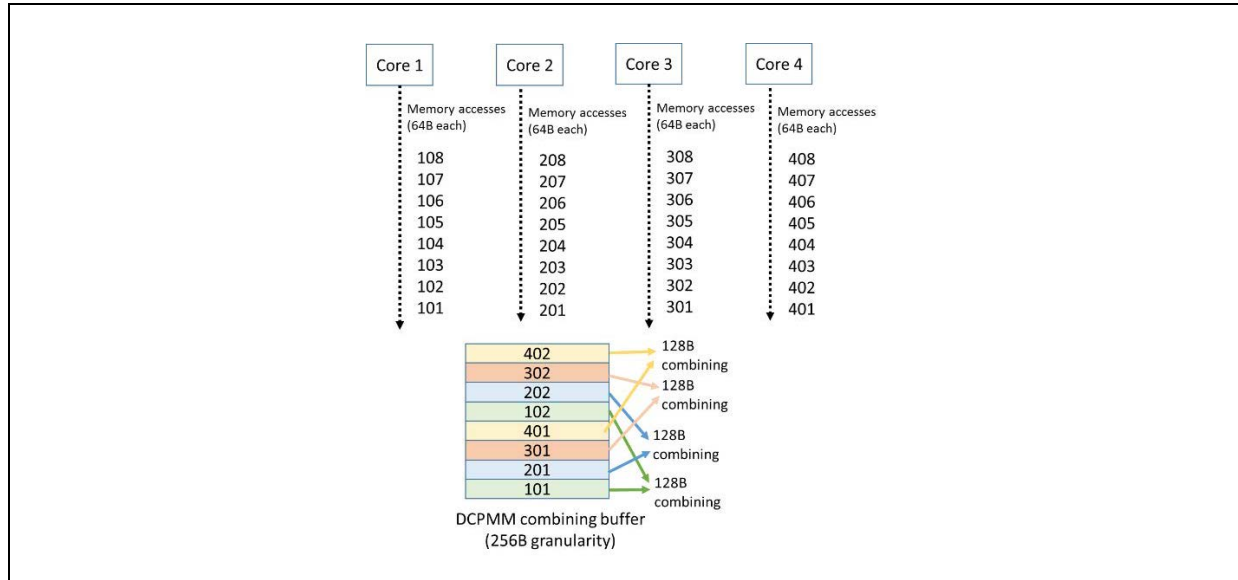 Core 1
Core 2
Core 3
Core 4
Memory accesses
(64B each)
Memory accesses
(64B each)
Memory accesses
(64B each)
Memory accesses
(64B each)
108
107
106
105
104
103
102
101
208
207
206
205
204
203
202
201
308
307
306
305
304
303
302
301
408
407
406
405
404
403
402
401
402
302
202
102
401
301
201
101
128B
combining
128B
combining
128B
combining
128B
combining
DCPMM combining buffer
(256B granularity)